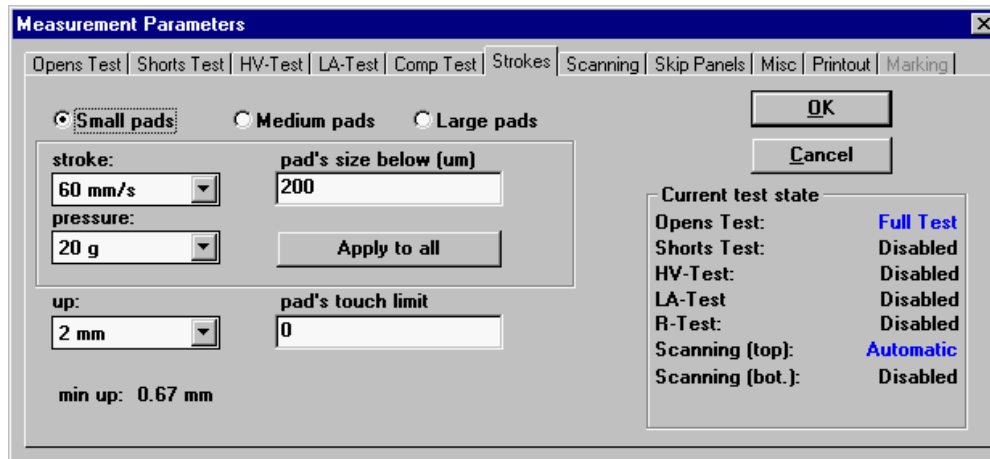 Measurement Parameters
Opens Test Shorts Test HV-Test LA-Test Comp Test Strokes Scanning Skip Panels Misc Printout Marking
Small pads Medium pads Large pads
stroke: pad's size below (um)
60 mm/s 200
pressure:
20 g Apply to all
up: pad's touch limit
2 mm 0
min up: 0.67 mm
OK
Cancel
Current test state
Opens Test: Full Test
Shorts Test: Disabled
HV-Test: Disabled
LA-Test Disabled
R-Test: Disabled
Scanning (top): Automatic
Scanning (bot.): Disabled